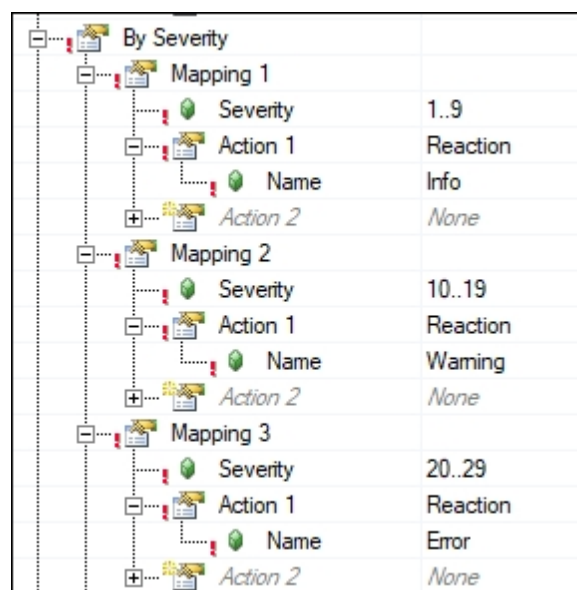 By Severity
Mapping 1
Severity 1..9
Action 1 Reaction
Name Info
Action 2 None
Mapping 2
Severity 10..19
Action 1 Reaction
Name Warning
Action 2 None
Mapping 3
Severity 20..29
Action 1 Reaction
Name Error
Action 2 None